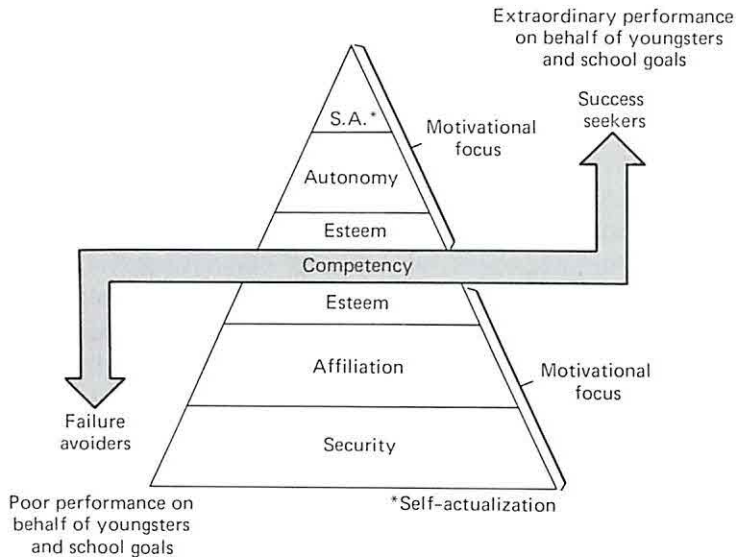 Extraordinary performance
on behalf of youngsters
and school goals
Success
seekers
S.A.*
Motivational
focus
Autonomy
Esteem
Competency
Esteem
Affiliation
Motivational
focus
Failure
avoiders
Security
Poor performance on
behalf of youngsters
and school goals
*Self-actualization